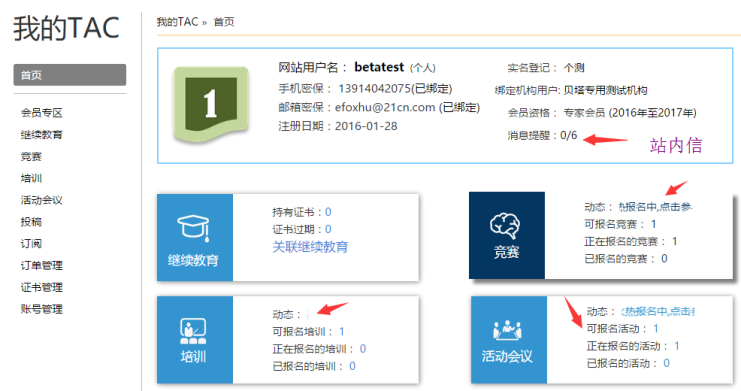 我的TAC
首页
会员专区
继续教育
竞赛
培训
活动会议
投稿
订阅
订单管理
证书管理
账号管理
我的TAC » 首页
1
网站用户名： betatest (个人)
手机密保： 13914042075(已绑定)
邮箱密保：efoxhu@21cn.com (已绑定)
注册日期：2016-01-28
实名登记： 个测
绑定机构用户: 贝塔专用测试机构
会员资格： 专家会员 (2016年至2017年)
消息提醒：0/6
站内信
继续教育
持有证书：0
证书过期：0
关联继续教育
竞赛
动态： 热报名中,点击参
可报名竞赛： 1
正在报名的竞赛： 1
已报名的竞赛： 0
培训
动态：
可报名培训： 1
正在报名的培训： 0
已报名的培训： 0
活动会议
动态： 热报名中,点击
可报名活动： 1
正在报名的活动： 1
已报名的活动： 0